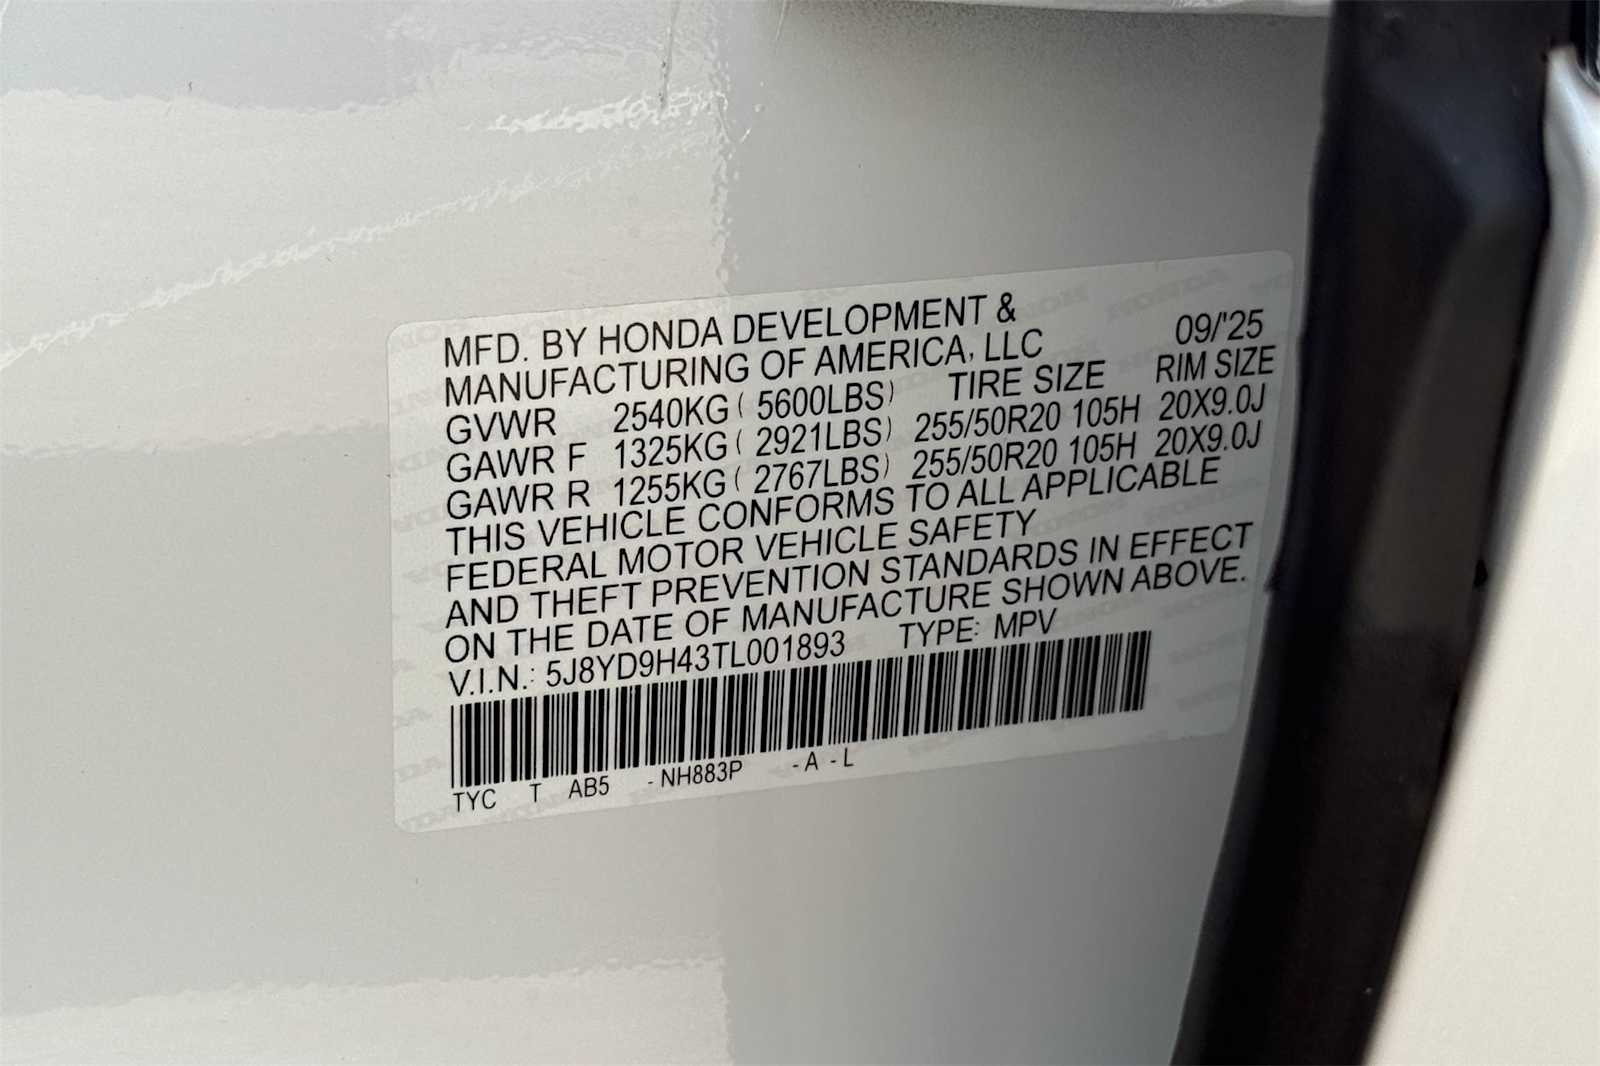 MFD. BY HONDA DEVELOPMENT &
MANUFACTURING OF AMERICA, LLC 09/'25
GVWR 2540KG ( 5600LBS) TIRE SIZE RIM SIZE
GAWR F 1325KG ( 2921LBS) 255/50R20 105H 20X9.0J
GAWR R 1255KG ( 2767LBS) 255/50R20 105H 20X9.0J
THIS VEHICLE CONFORMS TO ALL APPLICABLE
FEDERAL MOTOR VEHICLE SAFETY
AND THEFT PREVENTION STANDARDS IN EFFECT
ON THE DATE OF MANUFACTURE SHOWN ABOVE.
V.I.N.: 5J8YD9H43TL001893 TYPE: MPV
TYC T AB5 - NH883P - A - L